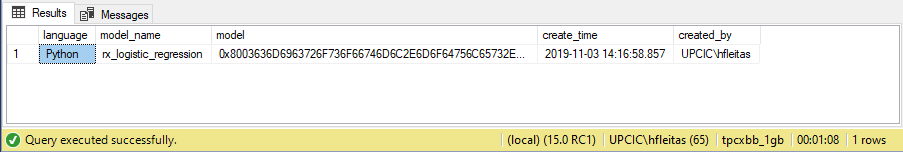 Results Messages
language model_name model create_time created_by
1 Python rx_logistic_regression 0x8003636D6963726F736F66746D6C2E6D6F64756C65732E... 2019-11-03 14:16:58.857 UPCIC\hfleitas
Query executed successfully. (local) (15.0 RC1) UPCIC\hfleitas (65) tpcxbb_1gb 00:01:08 1 rows